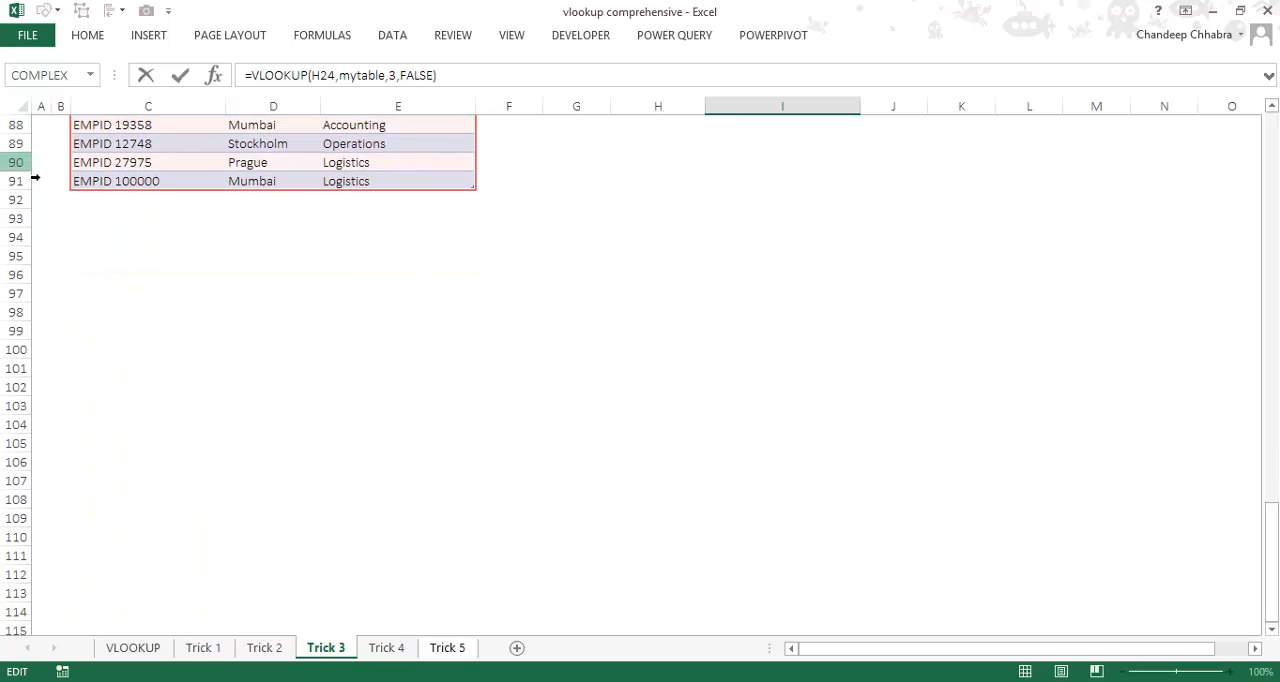 vlookup comprehensive - Excel
?
FILE HOME INSERT PAGE LAYOUT FORMULAS DATA REVIEW VIEW DEVELOPER POWER QUERY POWERPIVOT Chandeep Chhabra
COMPLEX fx =VLOOKUP(H24,mytable,3,FALSE)
A B C D E F G H I J K L M N O
88 EMPID 19358 Mumbai Accounting
89 EMPID 12748 Stockholm Operations
90 EMPID 27975 Prague Logistics
91 EMPID 100000 Mumbai Logistics
92
93
94
95
96
97
98
99
100
101
102
103
104
105
106
107
108
109
110
111
112
113
114
115
VLOOKUP Trick 1 Trick 2 Trick 3 Trick 4 Trick 5
EDIT 100%